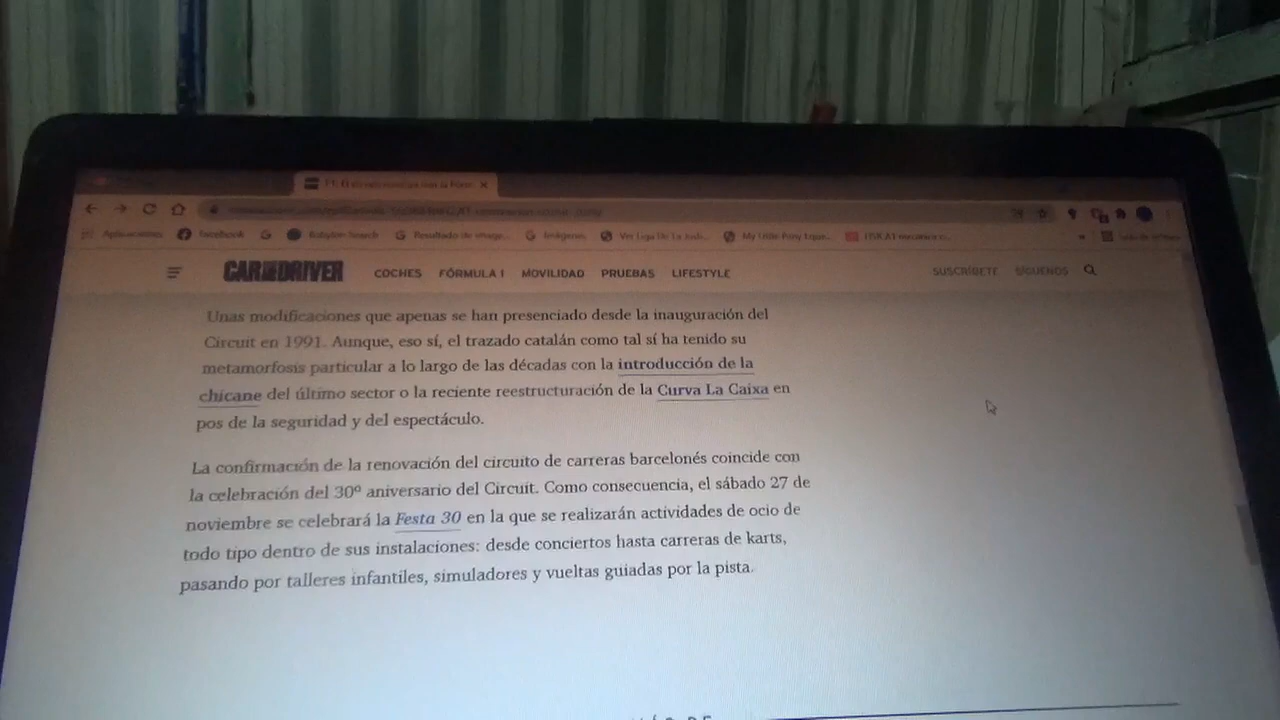 Facebook
Babylon Search
Imágenes
CAR AND DRIVER
COCHES FÓRMULA 1 MOVILIDAD PRUEBAS LIFESTYLE SUSCRÍBETE SÍGUENOS
Unas modificaciones que apenas se han presenciado desde la inauguración del
Circuit en 1991. Aunque, eso sí, el trazado catalán como tal sí ha tenido su
metamorfosis particular a lo largo de las décadas con la introducción de la
chicane del último sector o la reciente reestructuración de la Curva La Caixa en
pos de la seguridad y del espectáculo.
La confirmación de la renovación del circuito de carreras barcelonés coincide con
la celebración del 30º aniversario del Circuit. Como consecuencia, el sábado 27 de
noviembre se celebrará la Festa 30 en la que se realizarán actividades de ocio de
todo tipo dentro de sus instalaciones: desde conciertos hasta carreras de karts,
pasando por talleres infantiles, simuladores y vueltas guiadas por la pista.